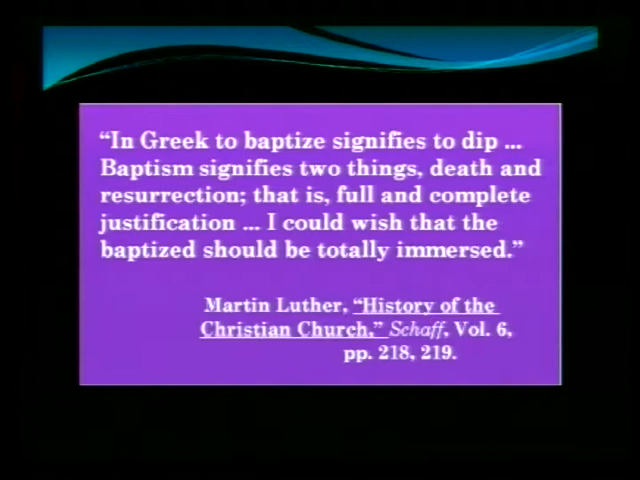 “In Greek to baptize signifies to dip ...
Baptism signifies two things, death and
resurrection; that is, full and complete
justification ... I could wish that the
baptized should be totally immersed.”
Martin Luther, “History of the
Christian Church,” Schaff, Vol. 6,
pp. 218, 219.